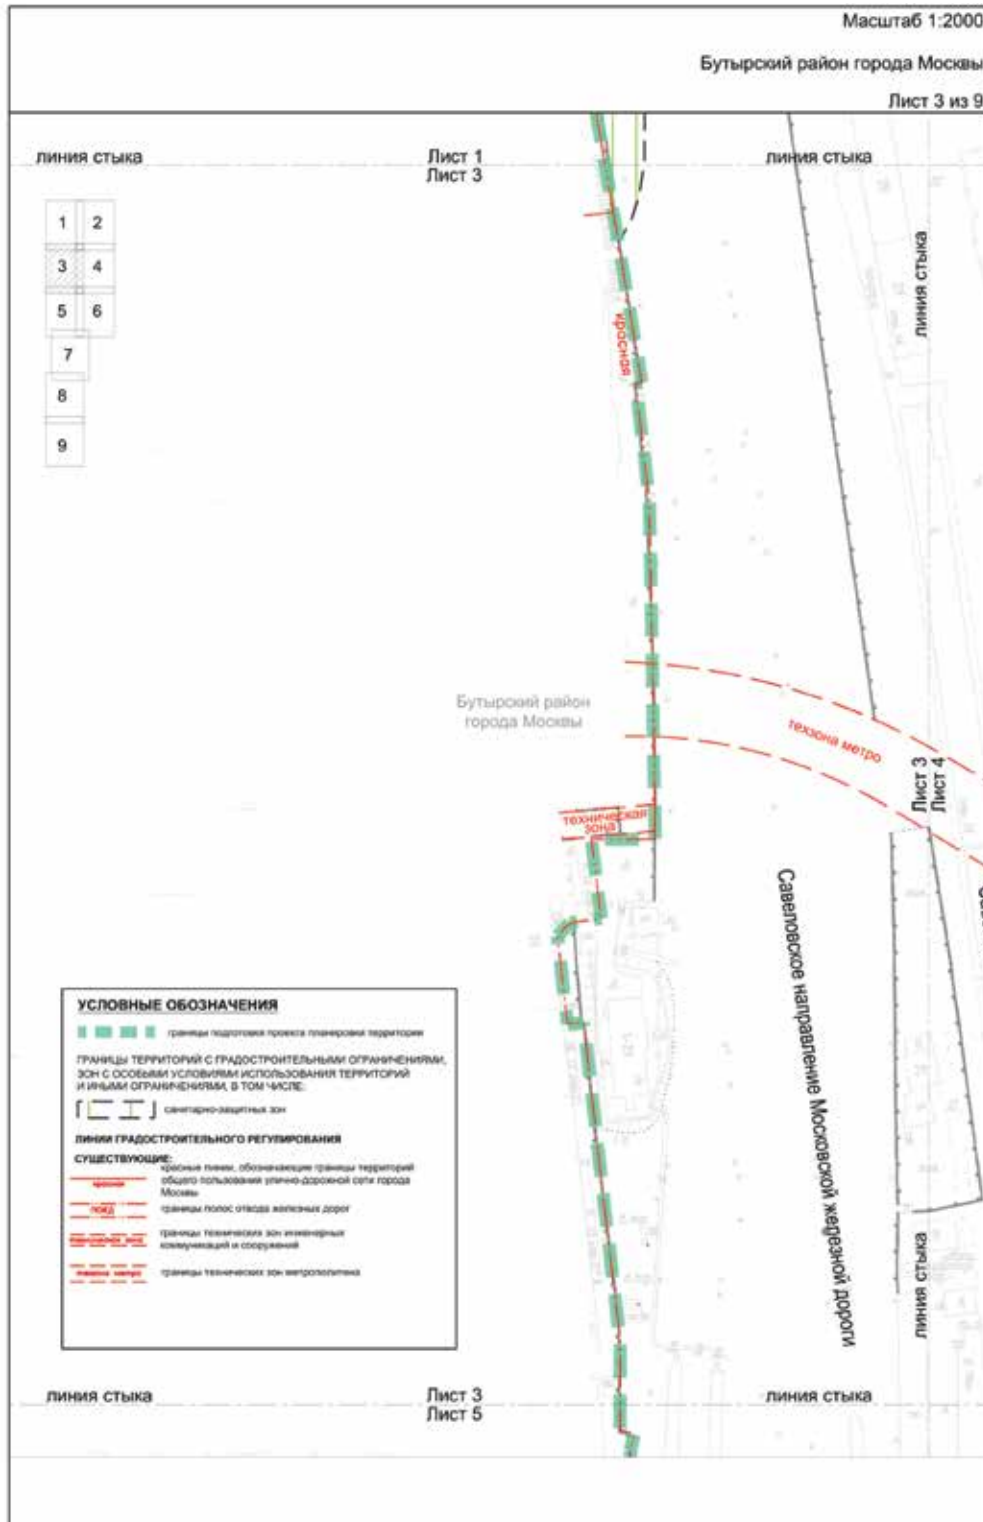 Масштаб 1:2000
Бутырский район города Москвы
Лист 3 из 9
линия стыка
Лист 1
Лист 3
линия стыка
1
2
3
4
5
6
7
8
9
линия стыка
красная
Бутырский район
города Москвы
техзона метро
Лист 3
Лист 4
техническая
зона
Савеловское направление Московской железной дороги
УСЛОВНЫЕ ОБОЗНАЧЕНИЯ
границы подготовки проекта планировки территории
ГРАНИЦЫ ТЕРРИТОРИЙ С ГРАДОСТРОИТЕЛЬНЫМИ ОГРАНИЧЕНИЯМИ,
ЗОН С ОСОБЫМИ УСЛОВИЯМИ ИСПОЛЬЗОВАНИЯ ТЕРРИТОРИЙ
И ИНЫМИ ОГРАНИЧЕНИЯМИ, В ТОМ ЧИСЛЕ:
санитарно-защитных зон
ЛИНИИ ГРАДОСТРОИТЕЛЬНОГО РЕГУЛИРОВАНИЯ
СУЩЕСТВУЮЩИЕ:
красная
красные линии, обозначающие границы территорий
общего пользования улично-дорожной сети города
Москвы
границы полос отвода железных дорог
границы технических зон инженерных
коммуникаций и сооружений
техзона метро
границы технических зон метрополитена
линия стыка
линия стыка
Лист 3
Лист 5
линия стыка